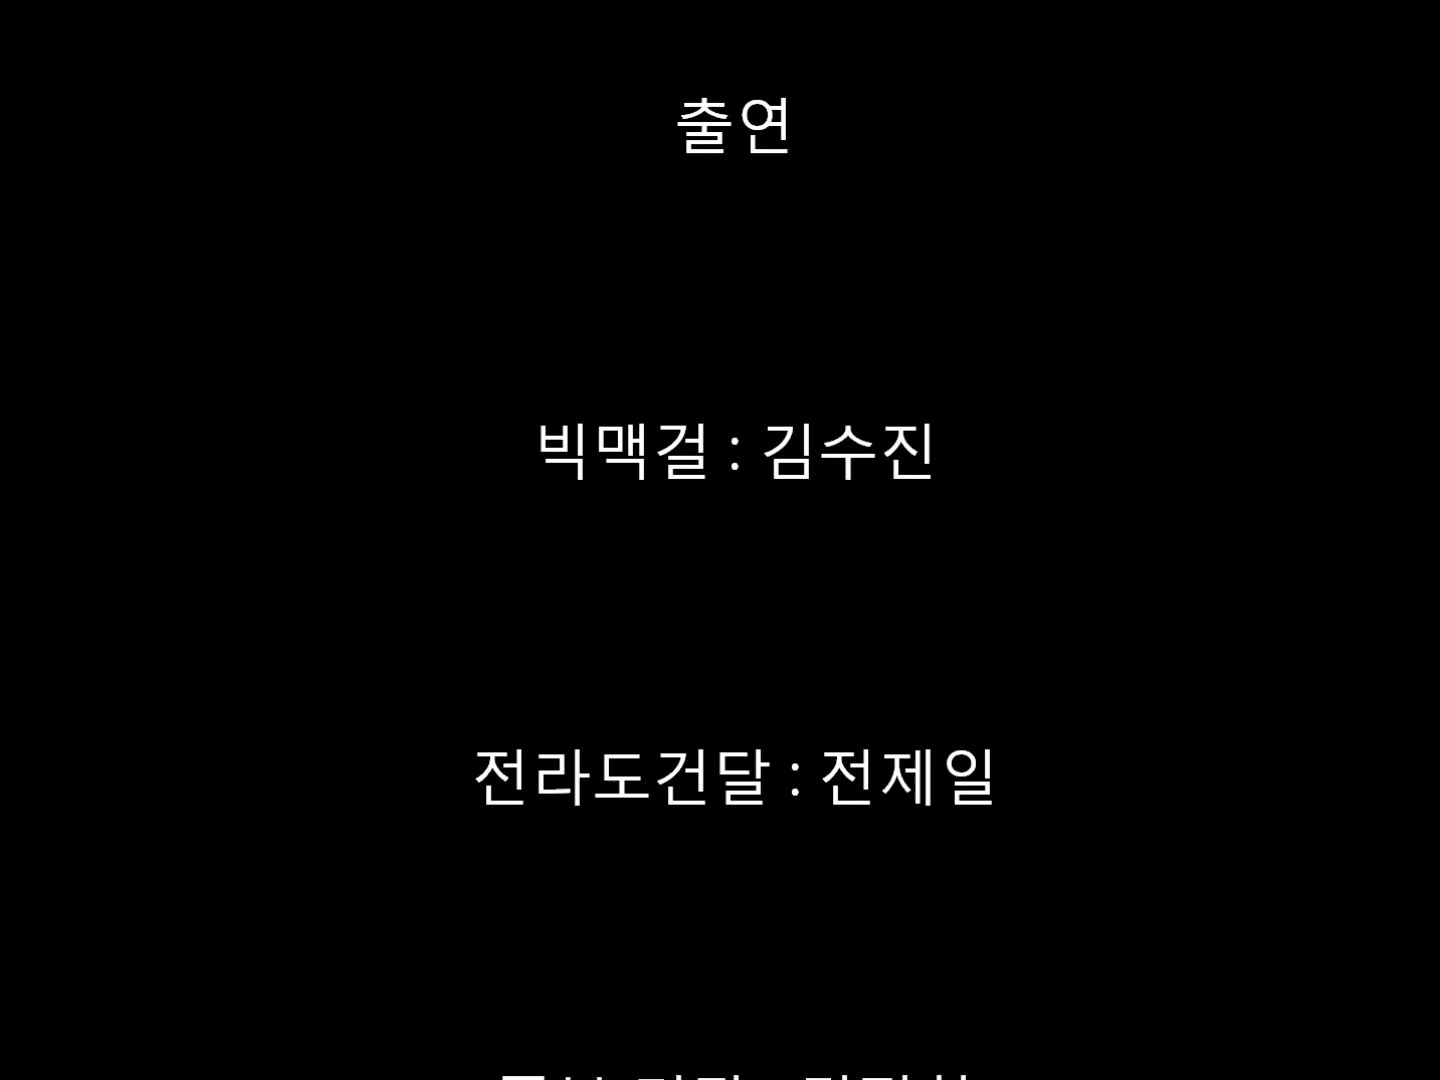 출연
빅맥걸 : 김수진
전라도건달 : 전제일